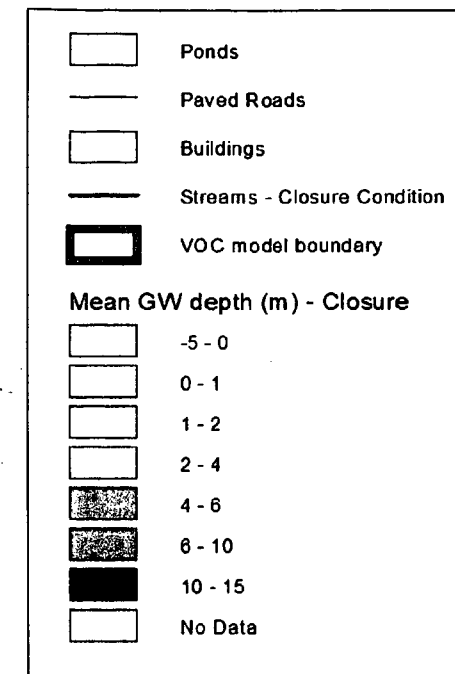 Ponds
Paved Roads
Buildings
Streams - Closure Condition
VOC model boundary
Mean GW depth (m) - Closure
-5 - 0
0 - 1
1 - 2
2 - 4
4 - 6
6 - 10
10 - 15
No Data